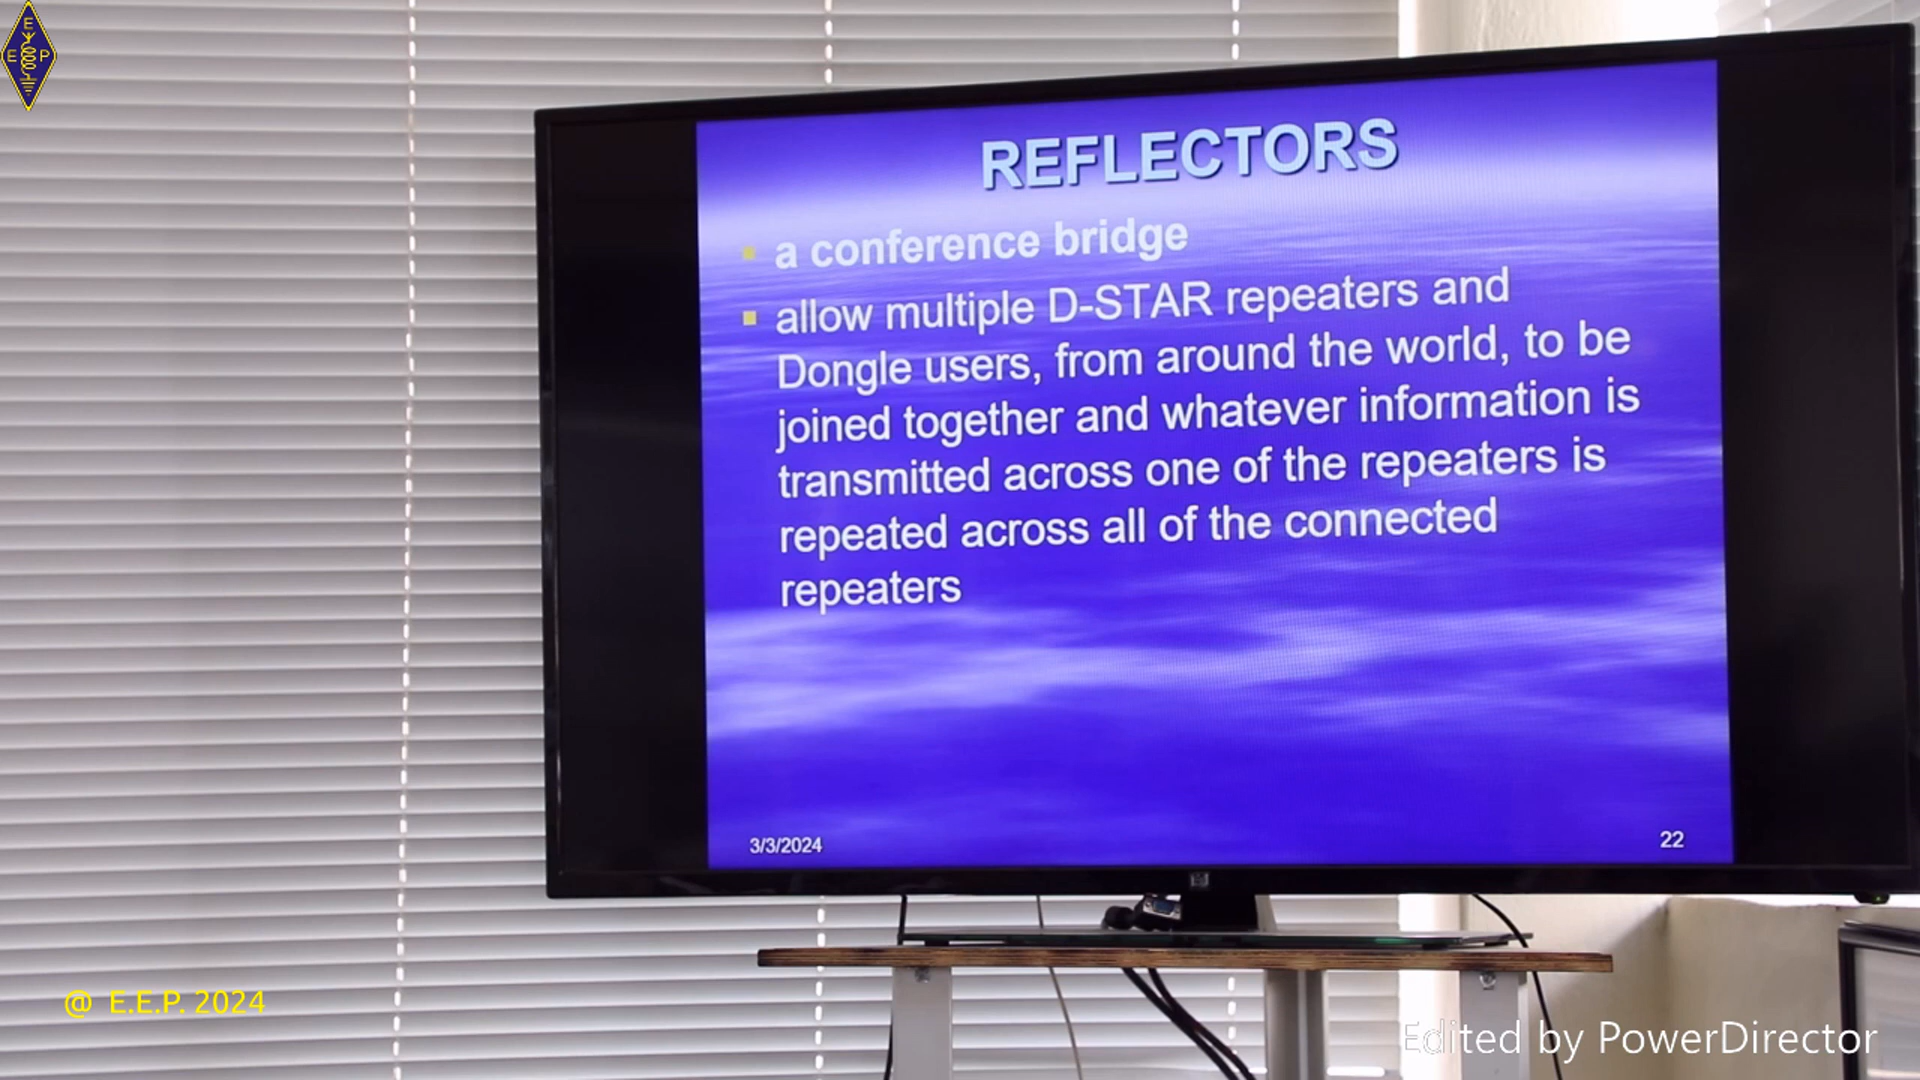 E
E P
REFLECTORS
a conference bridge
allow multiple D-STAR repeaters and
Dongle users, from around the world, to be
joined together and whatever information is
transmitted across one of the repeaters is
repeated across all of the connected
repeaters
3/3/2024
22
@ E.E.P. 2024
Edited by PowerDirector